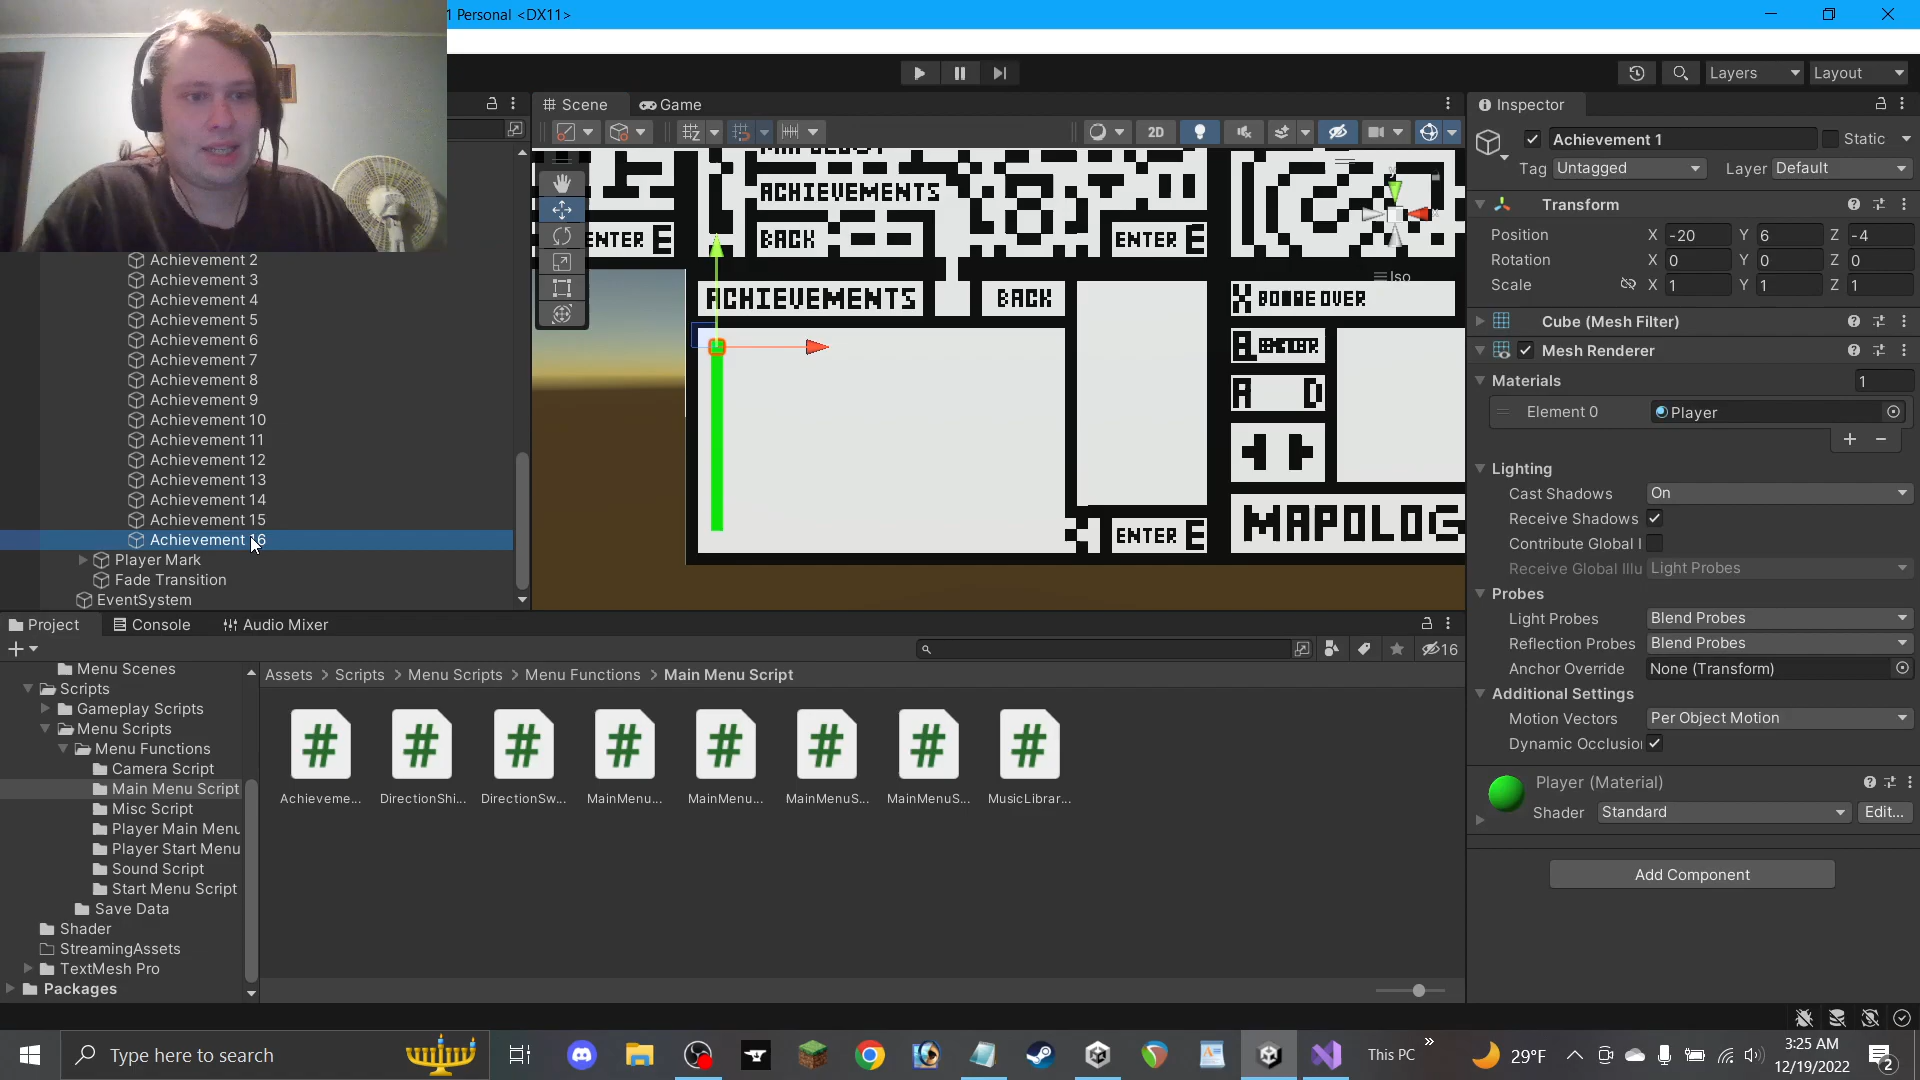 1 Personal <DX11>
Layers
Layout
Scene
Game
Inspector
2D
Achievement 1
Static
Tag Untagged
Layer Default
Transform
Position X -20 Y 6 Z -4
Rotation X 0 Y 0 Z 0
Scale X 1 Y 1 Z 1
Cube (Mesh Filter)
Mesh Renderer
Materials 1
Element 0 Player
Lighting
Cast Shadows On
Receive Shadows
Contribute Global I
Receive Global Illu Light Probes
Probes
Light Probes Blend Probes
Reflection Probes Blend Probes
Anchor Override None (Transform)
Additional Settings
Motion Vectors Per Object Motion
Dynamic Occlusion
Player (Material)
Shader Standard Edit...
Add Component
ACHIEVEMENTS
BACK
ENTER E
ENTER E
Iso
ACHIEVEMENTS
BACK
X
A D
ENTER E
MAPOLOG
Achievement 2
Achievement 3
Achievement 4
Achievement 5
Achievement 6
Achievement 7
Achievement 8
Achievement 9
Achievement 10
Achievement 11
Achievement 12
Achievement 13
Achievement 14
Achievement 15
Achievement 16
Player Mark
Fade Transition
EventSystem
Project
Console
Audio Mixer
16
Menu Scenes
Scripts
Gameplay Scripts
Menu Scripts
Menu Functions
Camera Script
Main Menu Script
Misc Script
Player Main Menu
Player Start Menu
Sound Script
Start Menu Script
Save Data
Shader
StreamingAssets
TextMesh Pro
Packages
Assets > Scripts > Menu Scripts > Menu Functions > Main Menu Script
Achieveme...
DirectionShi...
DirectionSw...
MainMenu...
MainMenu...
MainMenuS...
MainMenuS...
MusicLibrar...
Type here to search
This PC
29°F
3:25 AM
12/19/2022
2